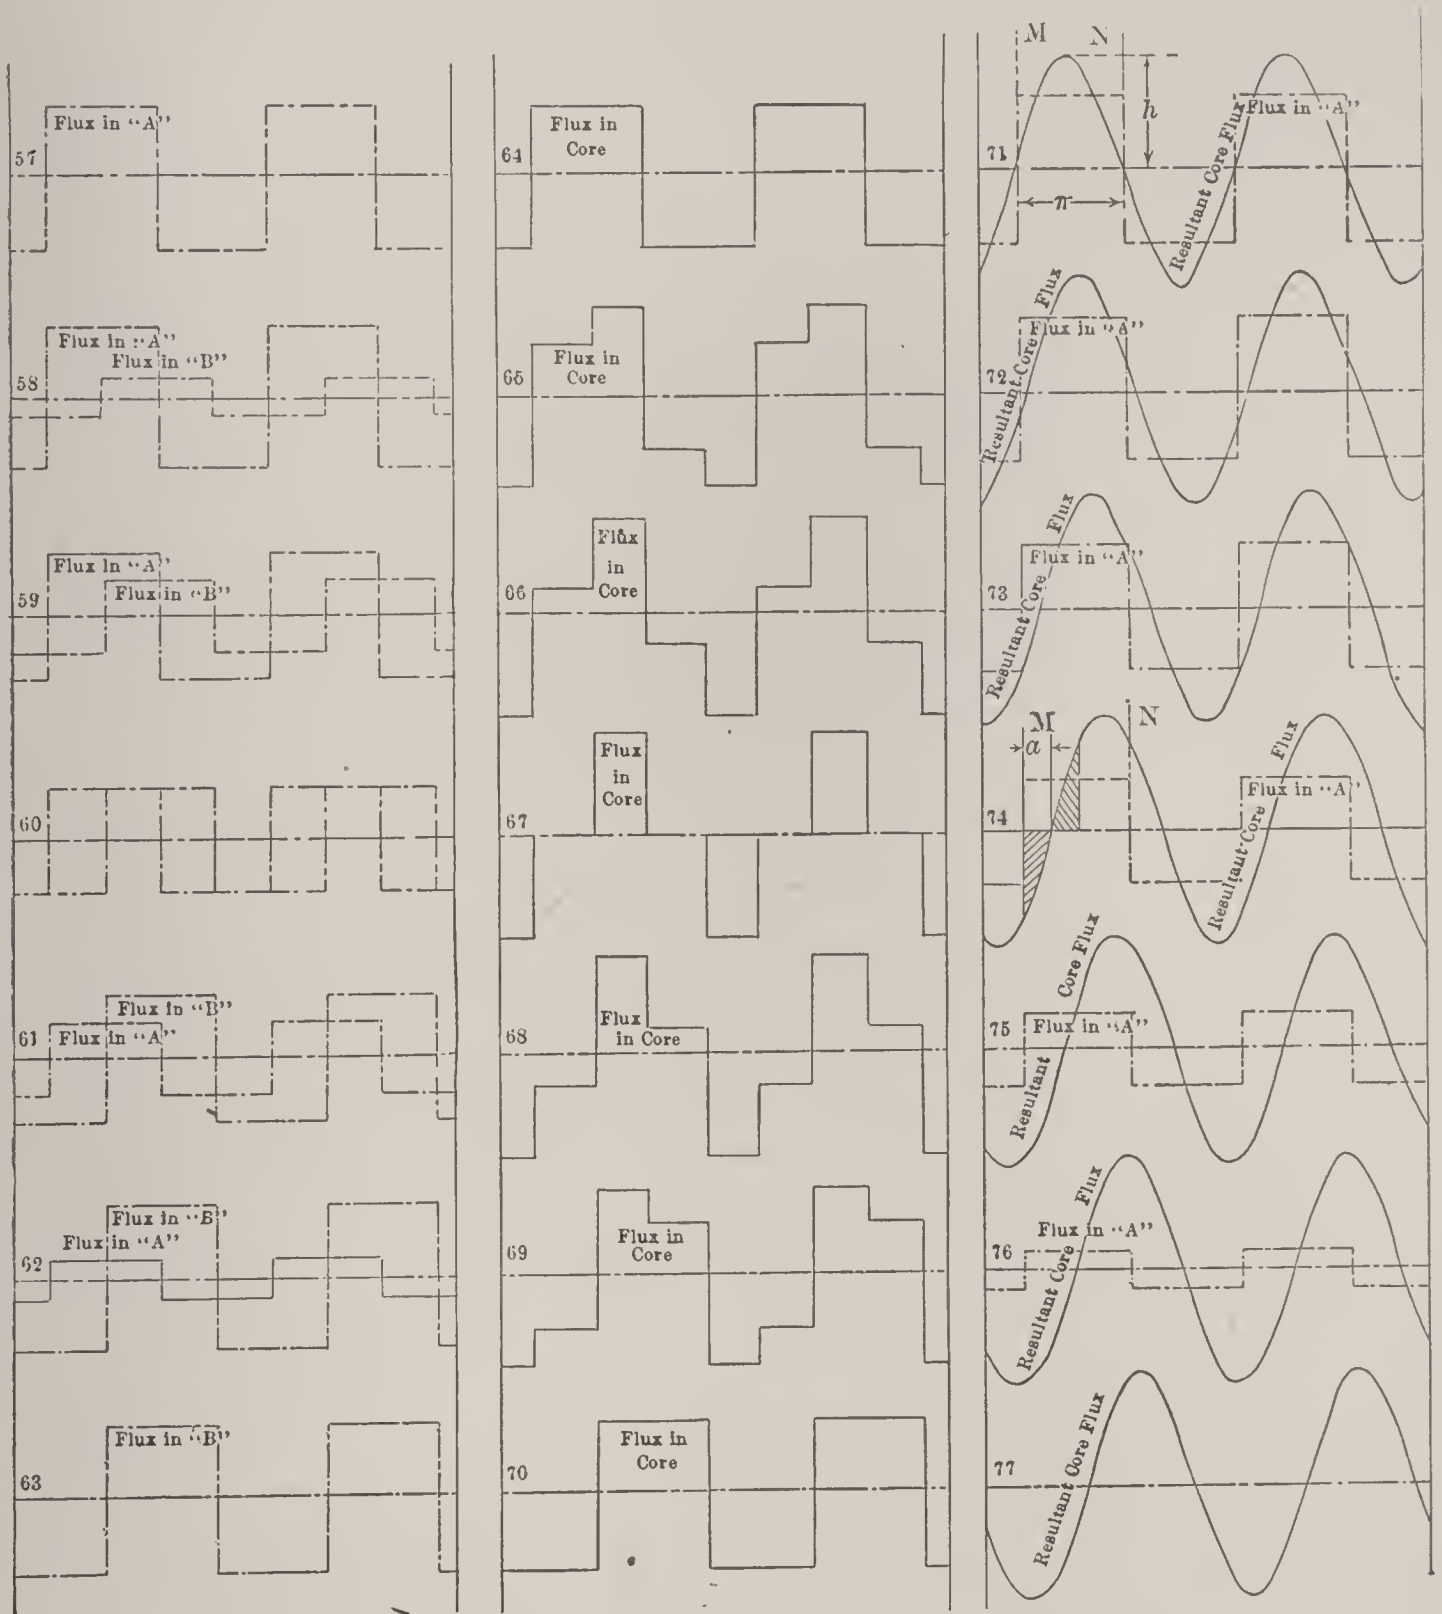 57
Flux in "A"
58
Flux in "A"
Flux in "B"
59
Flux in "A"
Flux in "B"
60
61
Flux in "B"
Flux in "A"
62
Flux in "B"
Flux in "A"
63
Flux in "B"
64
Flux in
Core
65
Flux in
Core
66
Flux
in
Core
67
Flux
in
Core
68
Flux
in Core
69
Flux in
Core
70
Flux in
Core
M N
h
71
π
Flux in "A"
Resultant Core Flux
72
Flux in "A"
Resultant Core Flux
73
Flux in "A"
Resultant Core Flux
M N
a
74
Flux in "A"
Resultant Core Flux
75
Flux in "A"
Resultant Core Flux
76
Flux in "A"
Resultant Core Flux
77
Resultant Core Flux